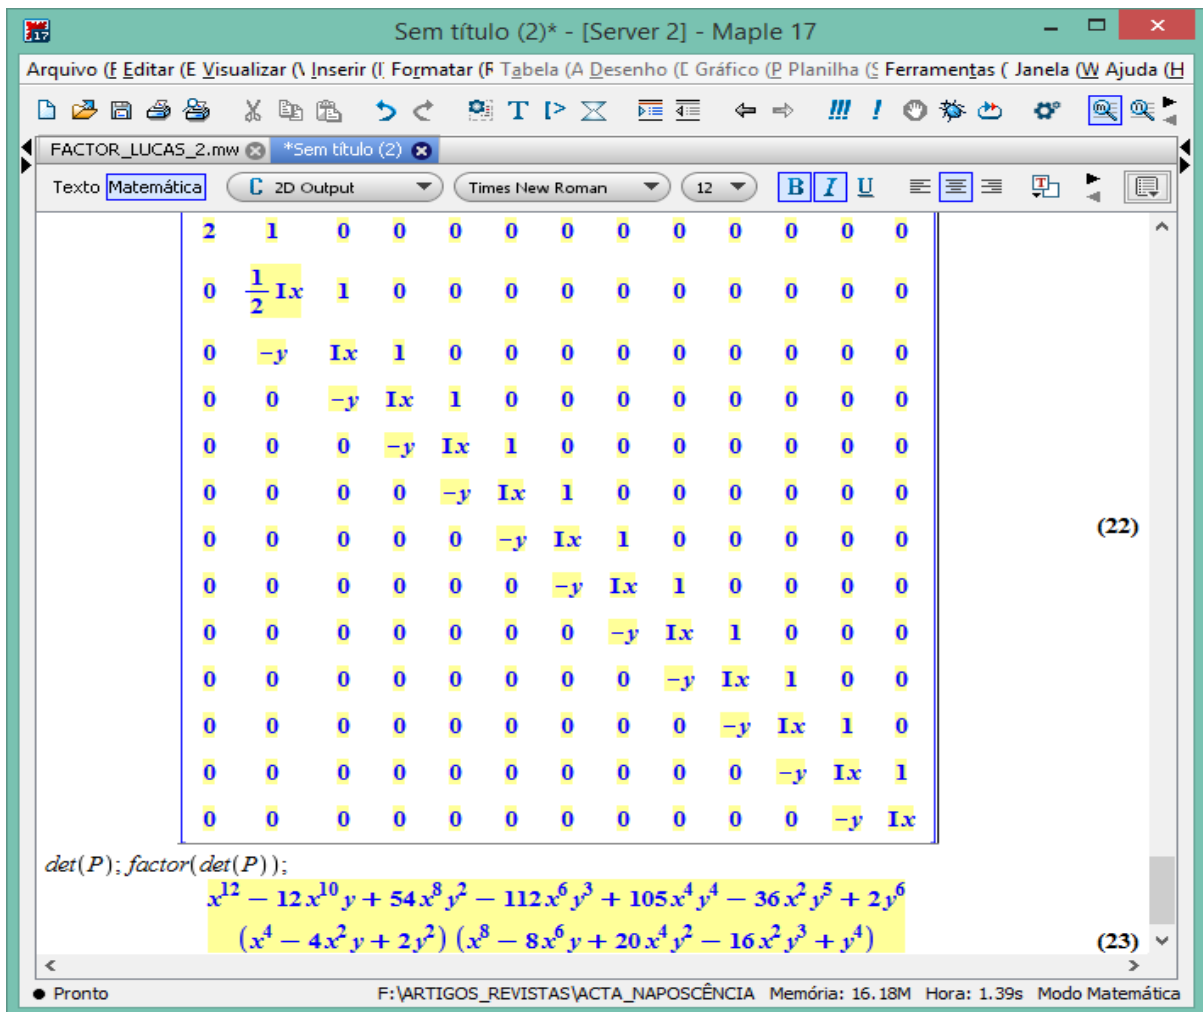 Sem título (2)* - [Server 2] - Maple 17
Arquivo (F Editar (E Visualizar (\ Inserir (I Formatar (F Tabela (A Desenho (D Gráfico (P Planilha (S Ferramentas ( Janela (W Ajuda (H
FACTOR_LUCAS_2.mw *Sem título (2)
Texto Matemática C 2D Output Times New Roman 12 B I U
2 1 0 0 0 0 0 0 0 0 0 0 0
0 1/2 Ix 1 0 0 0 0 0 0 0 0 0 0
0 -y Ix 1 0 0 0 0 0 0 0 0 0
0 0 -y Ix 1 0 0 0 0 0 0 0 0
0 0 0 -y Ix 1 0 0 0 0 0 0 0
0 0 0 0 -y Ix 1 0 0 0 0 0 0
0 0 0 0 0 -y Ix 1 0 0 0 0 0
0 0 0 0 0 0 -y Ix 1 0 0 0 0
0 0 0 0 0 0 0 -y Ix 1 0 0 0
0 0 0 0 0 0 0 0 -y Ix 1 0 0
0 0 0 0 0 0 0 0 0 -y Ix 1 0
0 0 0 0 0 0 0 0 0 0 -y Ix 1
0 0 0 0 0 0 0 0 0 0 0 -y Ix
(22)
det(P); factor(det(P));
x^12 − 12 x^10 y + 54 x^8 y^2 − 112 x^6 y^3 + 105 x^4 y^4 − 36 x^2 y^5 + 2 y^6
(x^4 − 4 x^2 y + 2 y^2) (x^8 − 8 x^6 y + 20 x^4 y^2 − 16 x^2 y^3 + y^4) (23)
Pronto F:\ARTIGOS_REVISTAS\ACTA_NAPOSCÊNCIA Memória: 16.18M Hora: 1.39s Modo Matemática